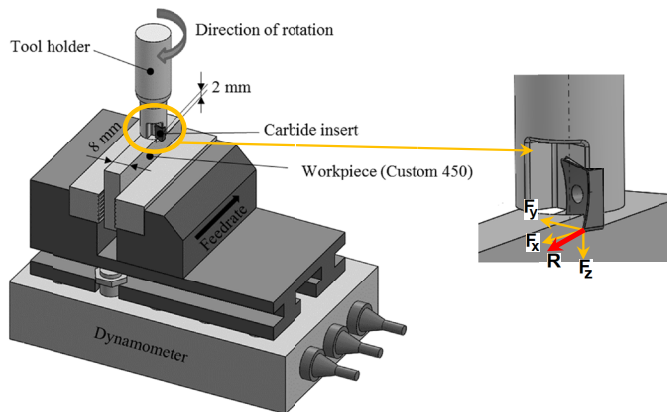 Direction of rotation
Tool holder
2 mm
Carbide insert
8 mm
Workpiece (Custom 450)
Feedrate
Dynamometer
Fy
Fx
R
Fz